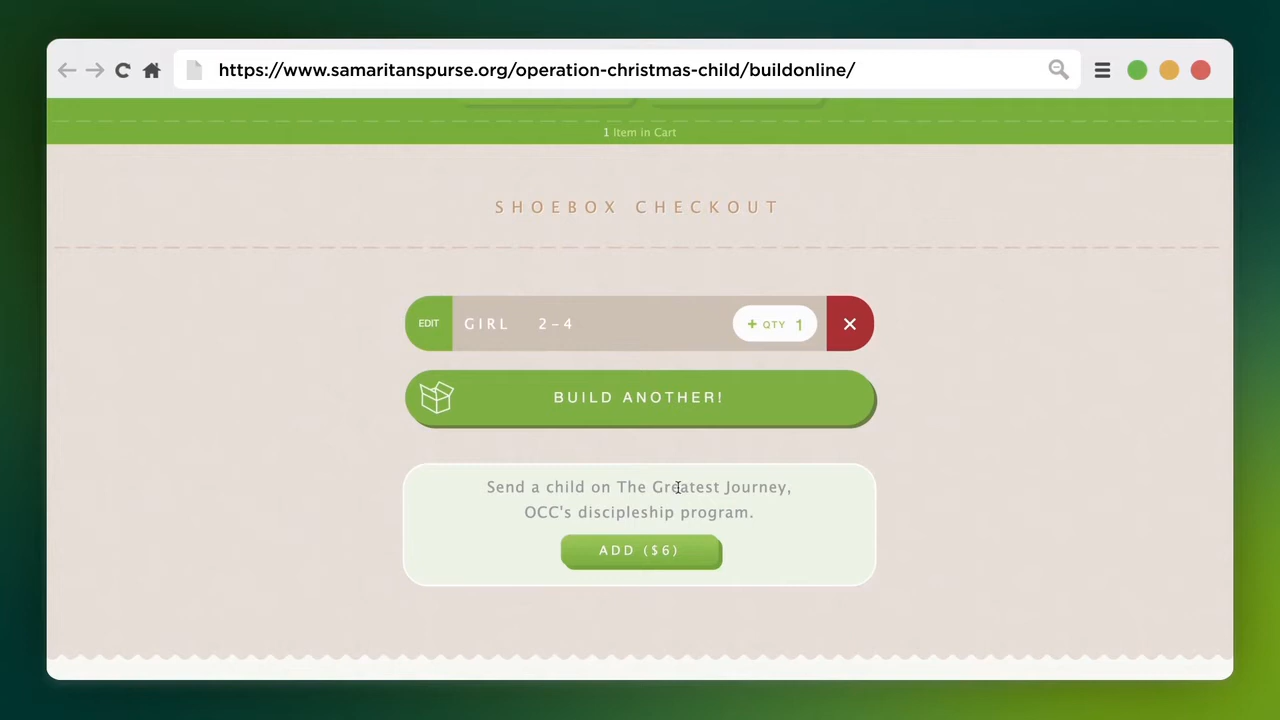 https://www.samaritanspurse.org/operation-christmas-child/buildonline/
1 Item in Cart
SHOEBOX CHECKOUT
EDIT GIRL 2-4 + QTY 1 ×
BUILD ANOTHER!
Send a child on The Greatest Journey,
OCC's discipleship program.
ADD ($6)